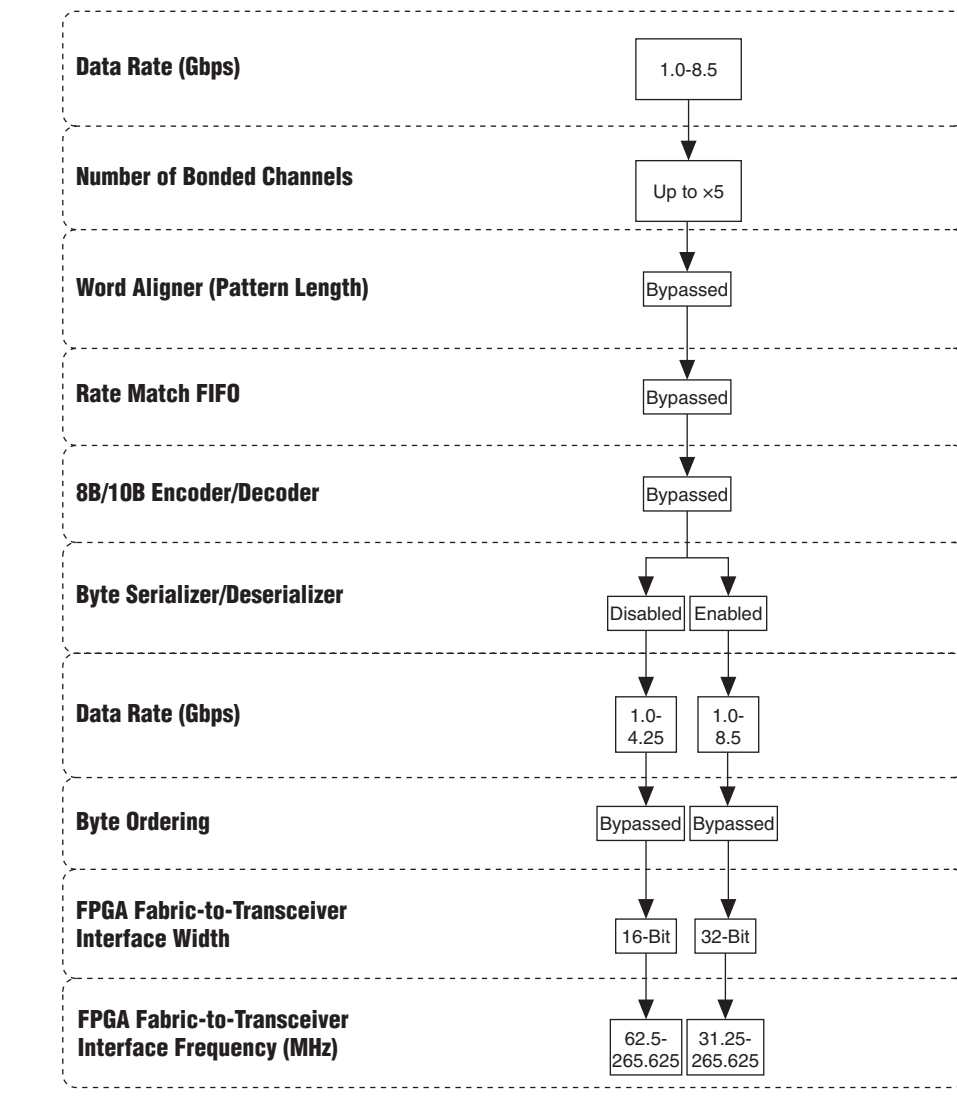 Data Rate (Gbps)
1.0-8.5
Number of Bonded Channels
Up to ×5
Word Aligner (Pattern Length)
Bypassed
Rate Match FIFO
Bypassed
8B/10B Encoder/Decoder
Bypassed
Byte Serializer/Deserializer
Disabled Enabled
Data Rate (Gbps)
1.0- 1.0-
4.25 8.5
Byte Ordering
Bypassed Bypassed
FPGA Fabric-to-Transceiver
Interface Width
16-Bit 32-Bit
FPGA Fabric-to-Transceiver
Interface Frequency (MHz)
62.5- 31.25-
265.625 265.625